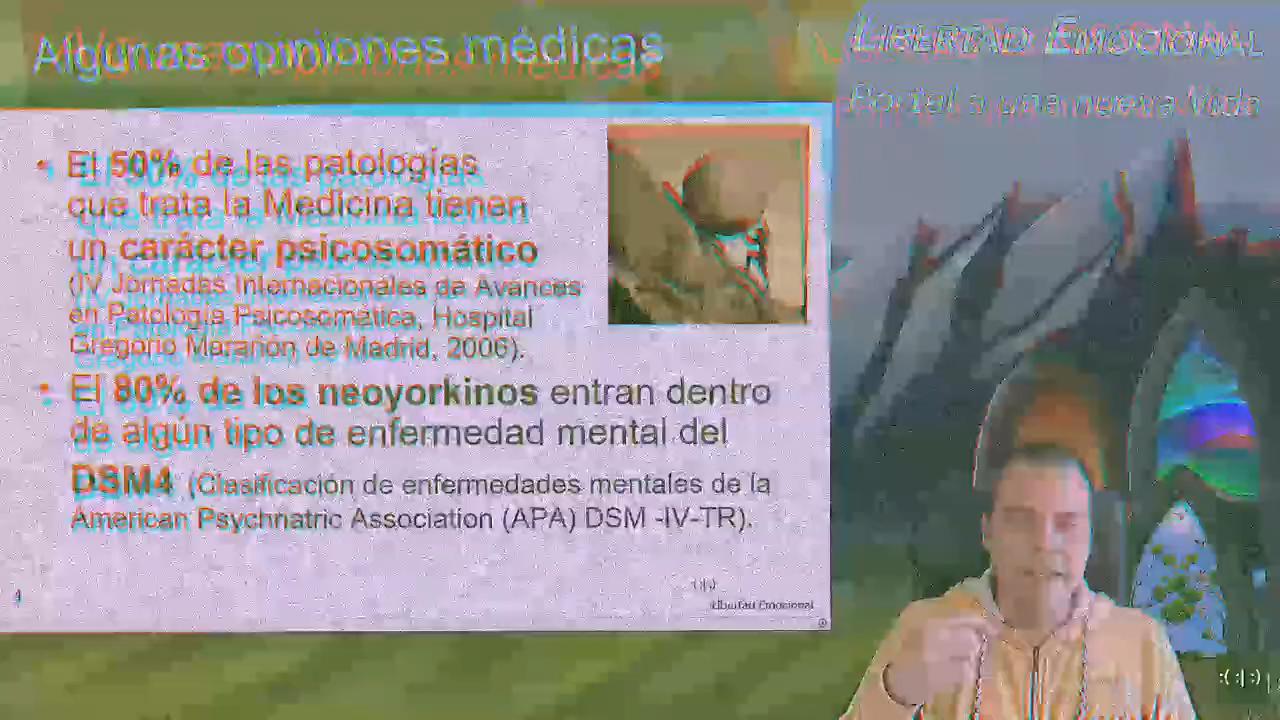 Algunas opiniones médicas
LIBERTAD EMOCIONAL
Portal a una nueva Vida
• El 50% de las patologías
que trata la Medicina tienen
un carácter psicosomático
(IV Jornadas Internacionales de Avances
en Patología Psicosomática, Hospital
Gregorio Marañón de Madrid, 2006).
• El 80% de los neoyorkinos entran dentro
de algún tipo de enfermedad mental del
DSM4 (Clasificación de enfermedades mentales de la
American Psychriatric Association (APA) DSM -IV-TR).
4
Libertad Emocional